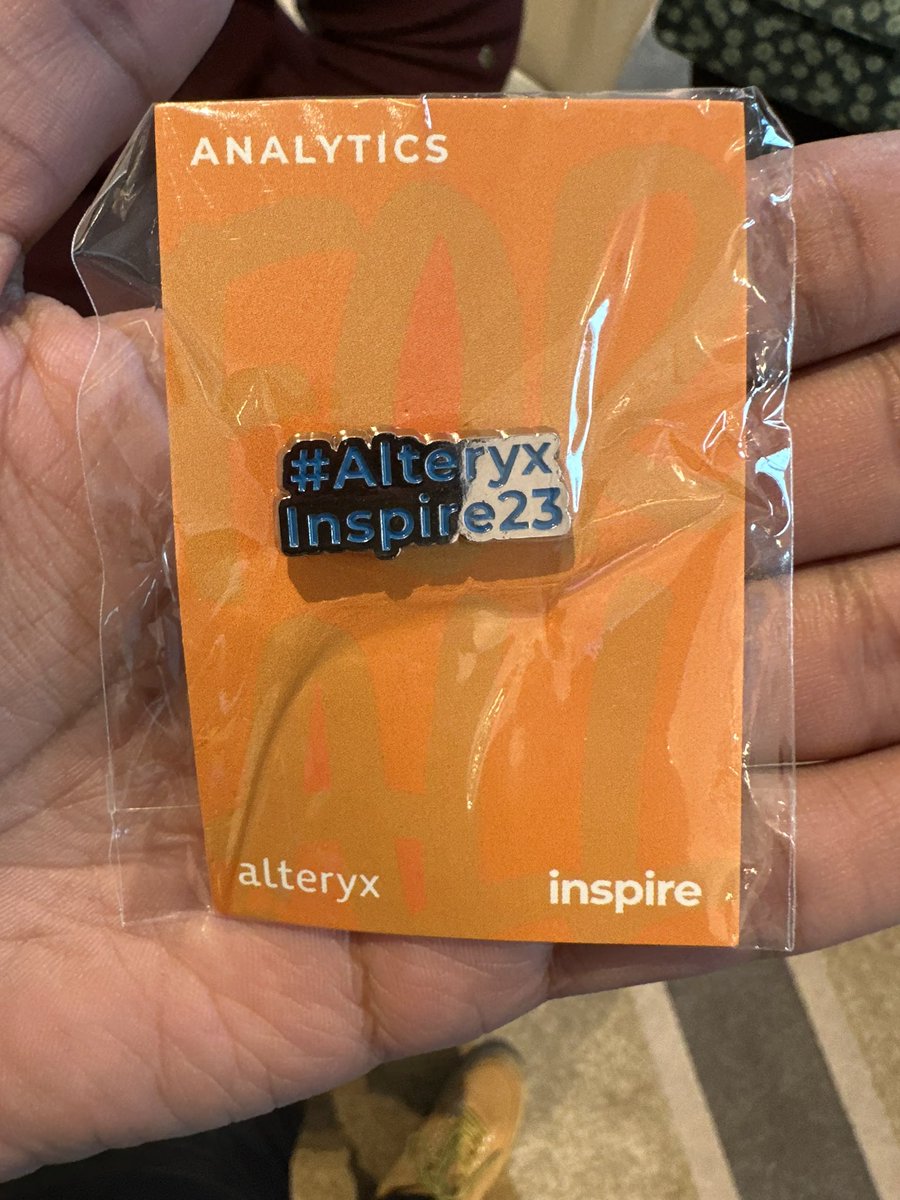 ANALYTICS
#Alteryx
Inspire23
alteryx
inspire